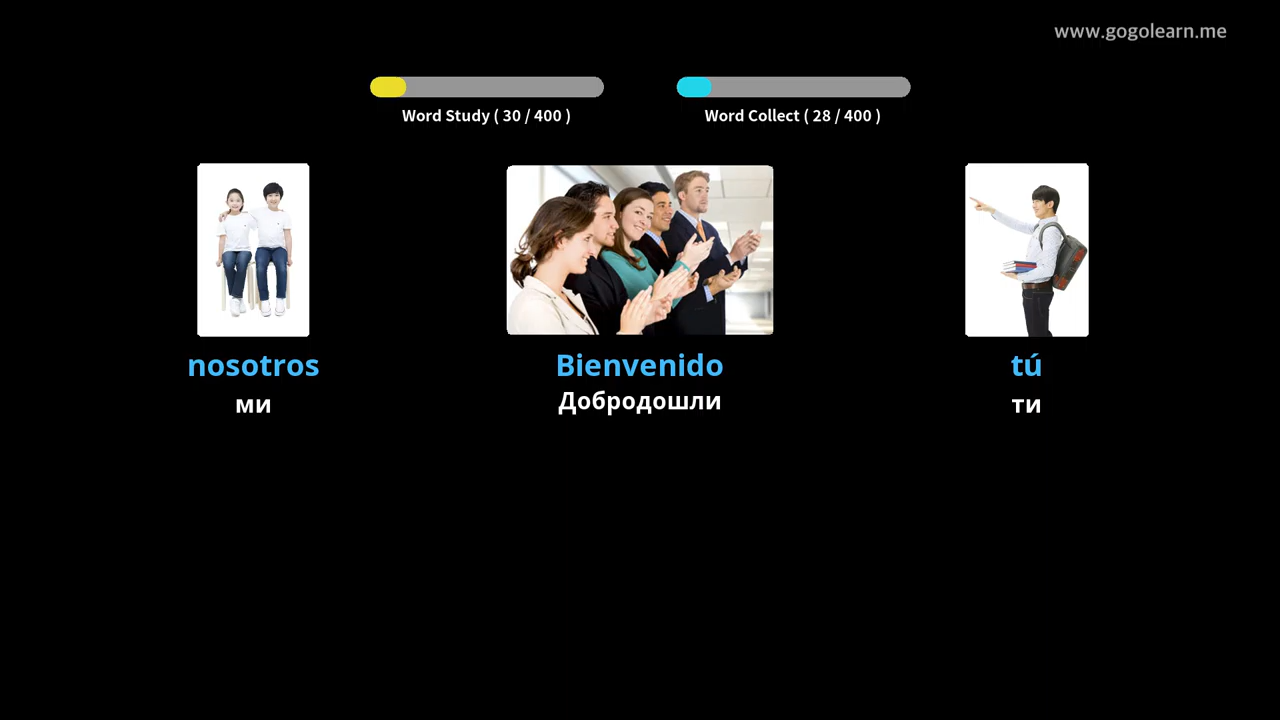 www.gogolearn.me
Word Study ( 30 / 400 )
Word Collect ( 28 / 400 )
nosotros
ми
Bienvenido
Добродошли
tú
ти